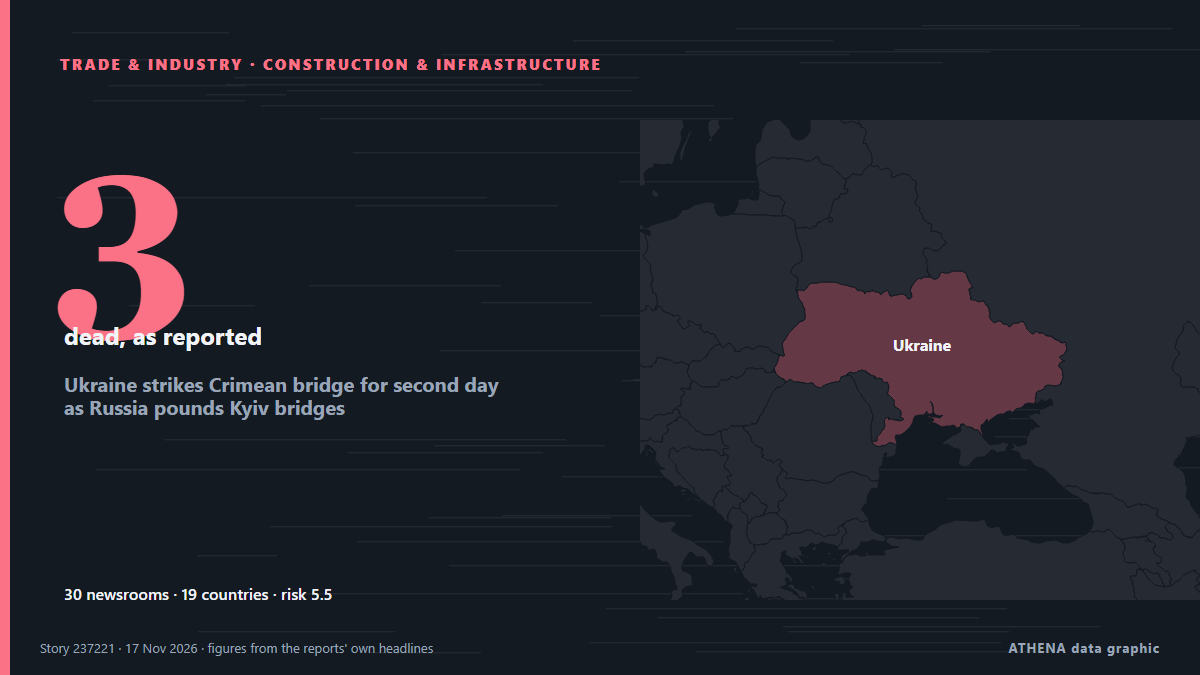 TRADE & INDUSTRY · CONSTRUCTION & INFRASTRUCTURE
3
dead, as reported
Ukraine strikes Crimean bridge for second day
as Russia pounds Kyiv bridges
Ukraine
30 newsrooms · 19 countries · risk 5.5
Story 237221 · 17 Nov 2026 · figures from the reports' own headlines
ATHENA data graphic